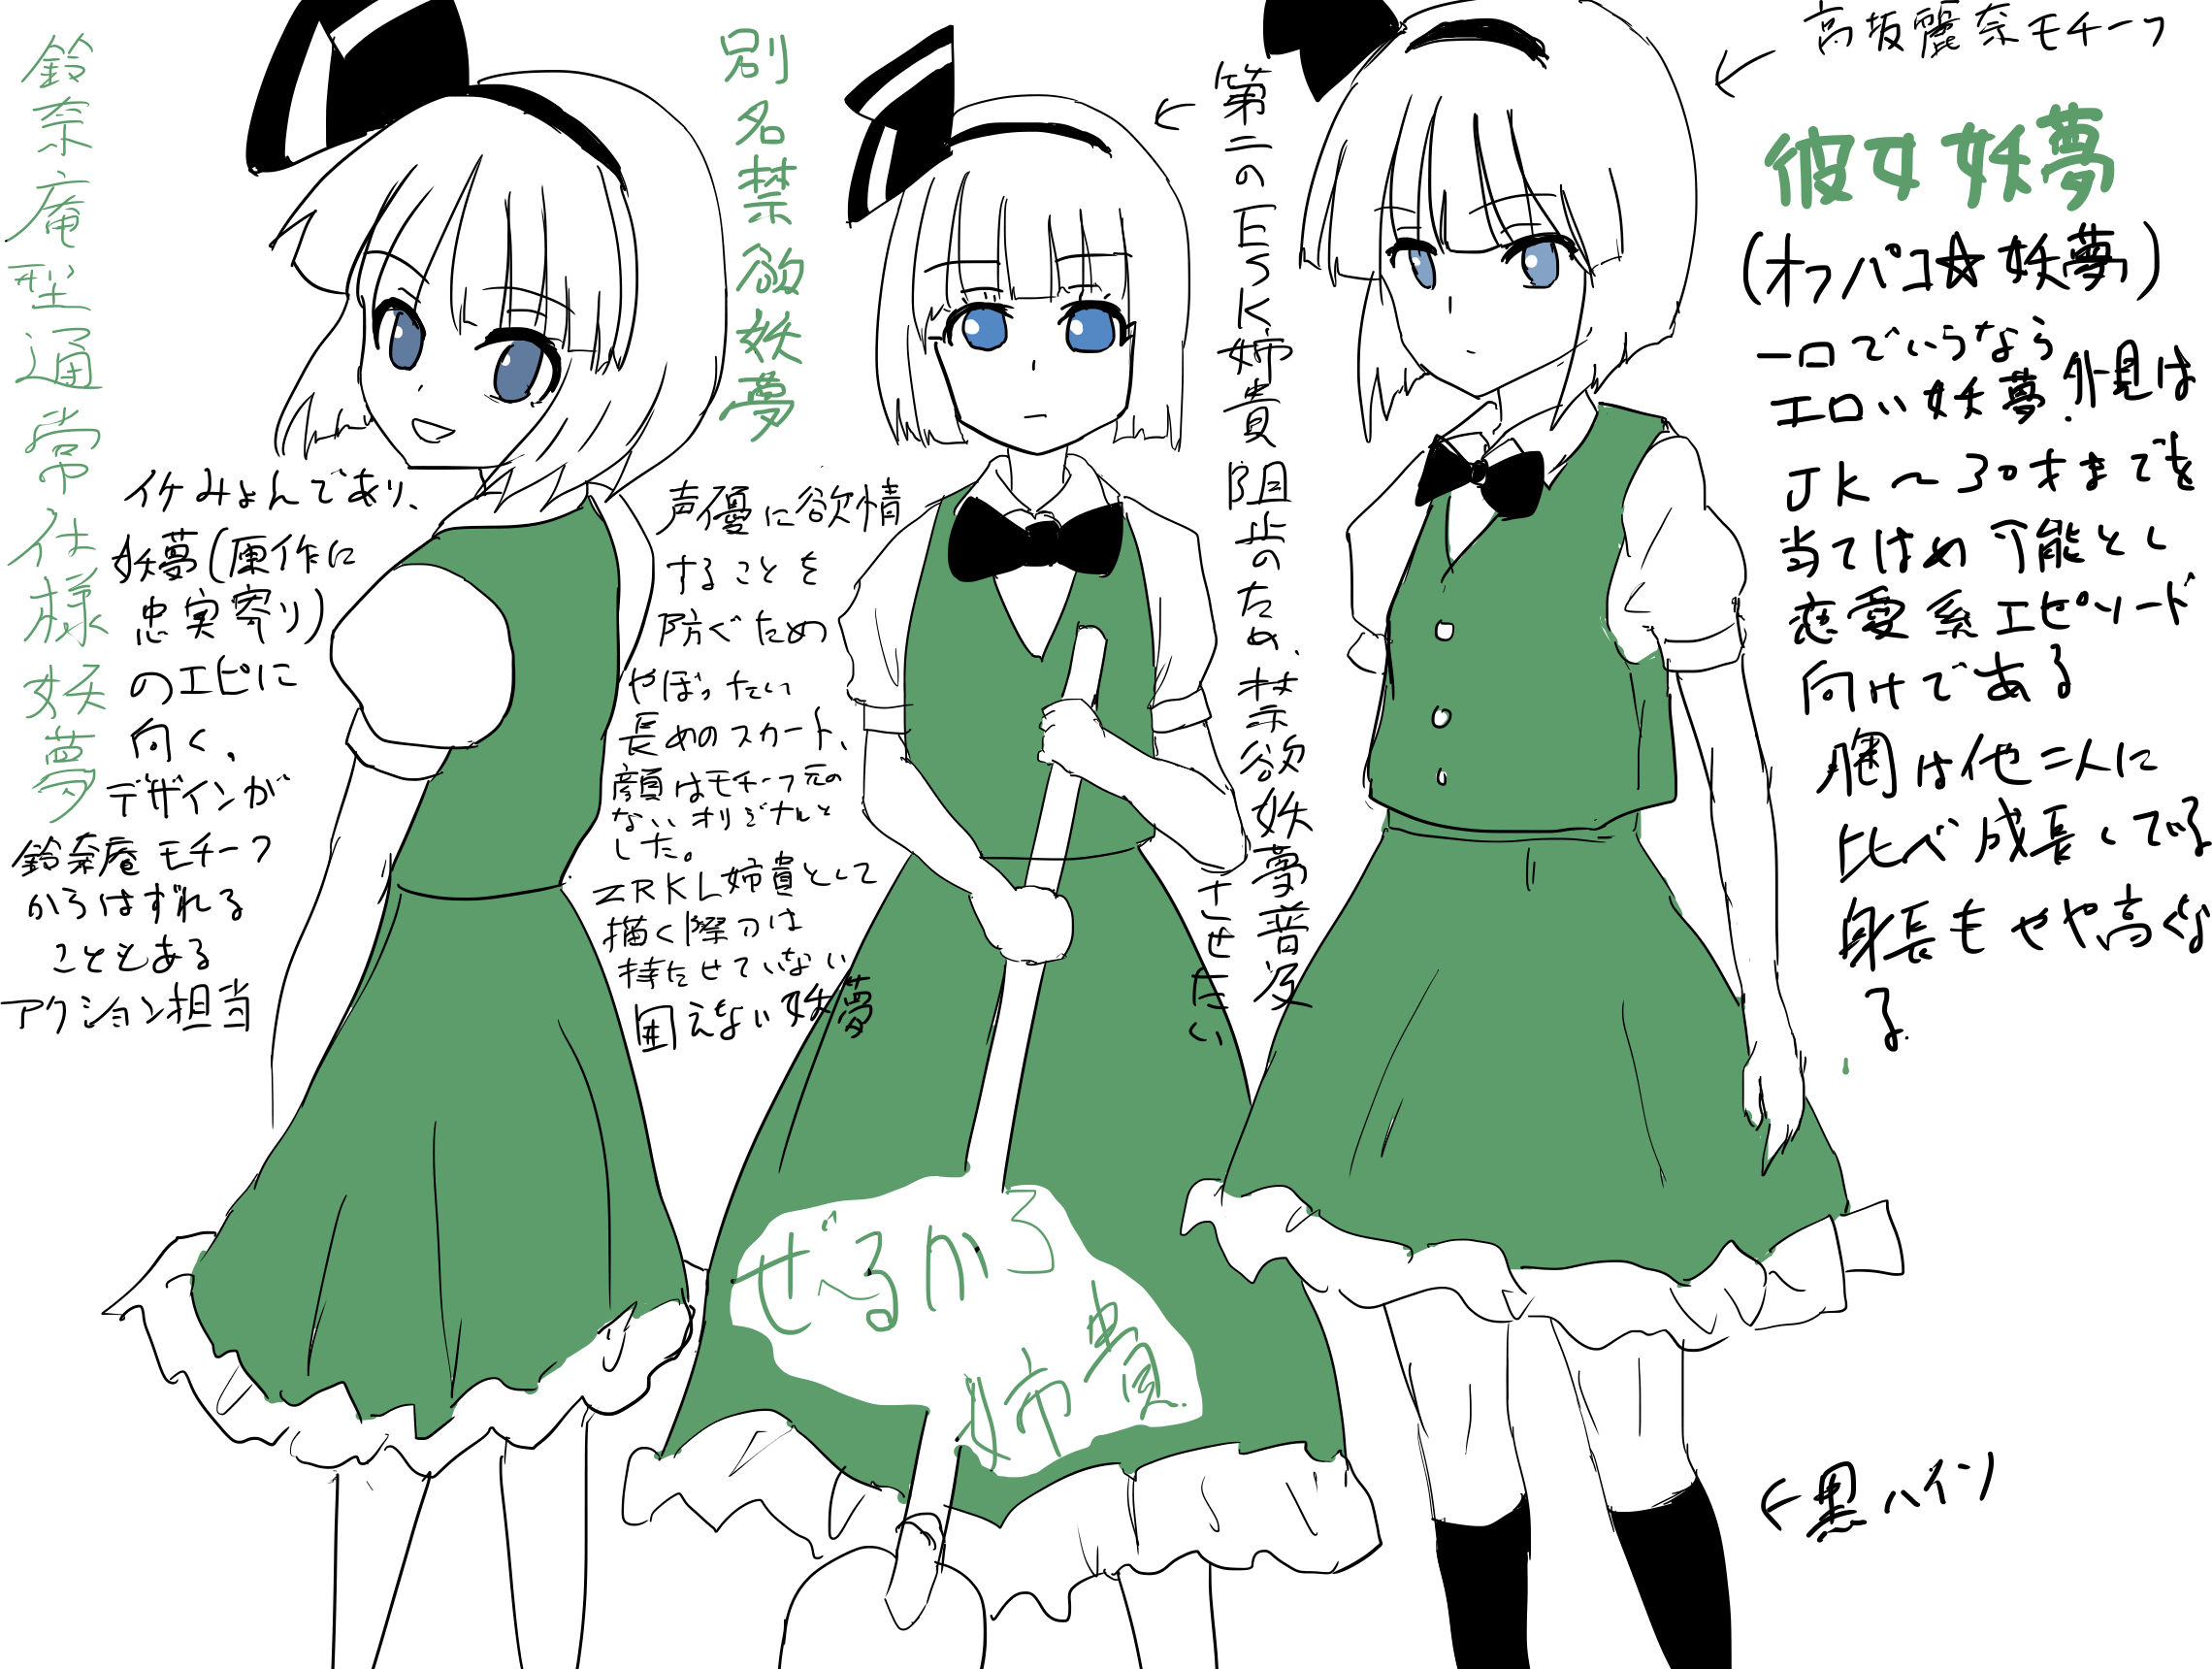 鈴奈庵型通常仕様妖夢
イケみょんであり、
妖夢(原作に
忠実寄り)
のエピに
向く、
デザインが
鈴奈庵モチーフ
からはずれる
こともある
アクション担当
別名禁欲妖夢
声優に欲情
することを
防ぐため
やぼったい
長めのスカート、
顔はモチーフ元の
ないオリジナルと
した。
ZRKL姉貴として
描く際刀は
持たせていない
囲えない妖夢
ぜるから
姉貴
第二のESK姉貴阻止のため、禁欲妖夢普及
させたい
高坂麗奈モチーフ
彼女妖夢
(オフパコ☆妖夢)
一口でいうなら
エロい妖夢.外見は
JK〜30才までを
当てはめ可能とし
恋愛系エピソード
向けである
胸は他二人に
比べ成長してる
身長もやや高くな
る.
←黒ハイソ